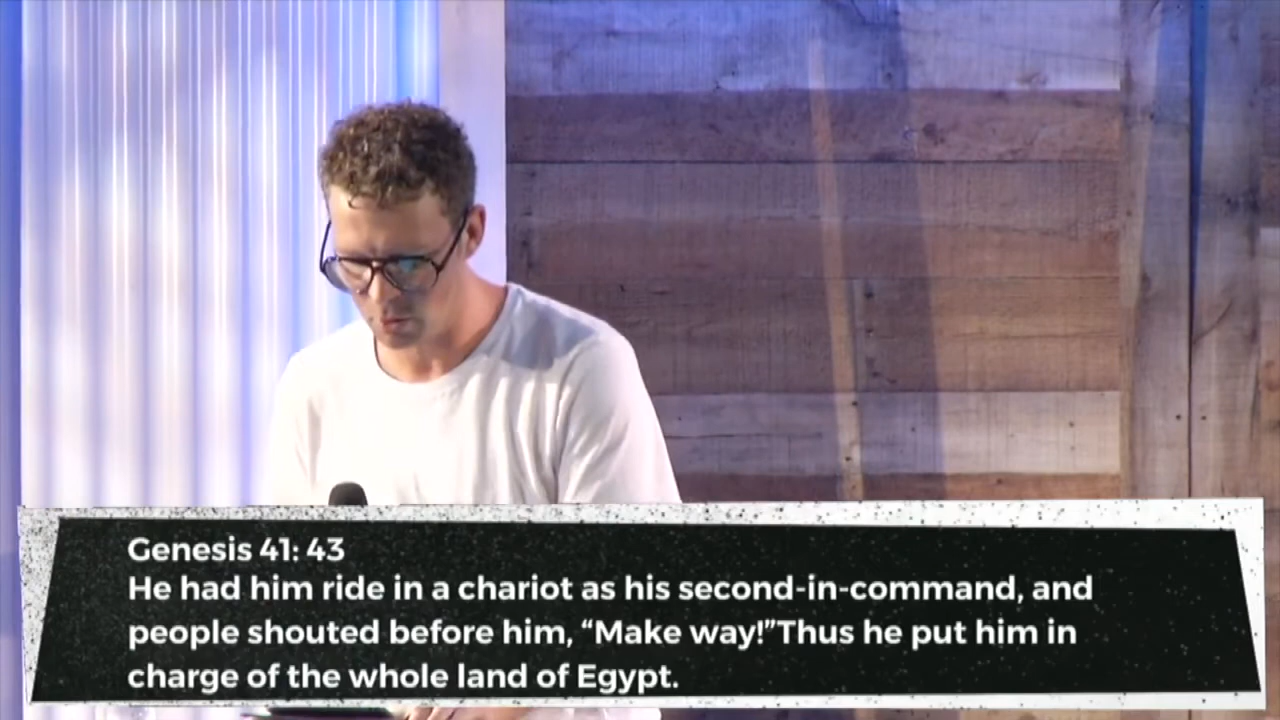 Genesis 41: 43
He had him ride in a chariot as his second-in-command, and
people shouted before him, “Make way!”Thus he put him in
charge of the whole land of Egypt.